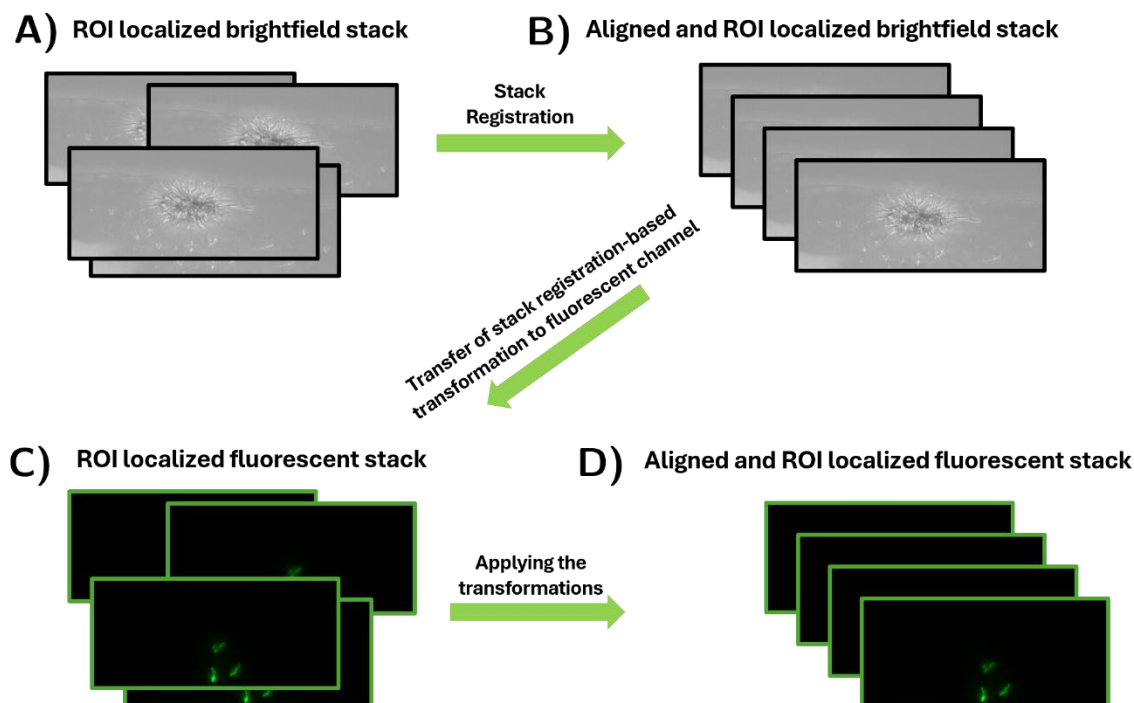 A) ROI localized brightfield stack
B) Aligned and ROI localized brightfield stack
Stack
Registration
Transfer of stack registration-based
transformation to fluorescent channel
C) ROI localized fluorescent stack
D) Aligned and ROI localized fluorescent stack
Applying the
transformations